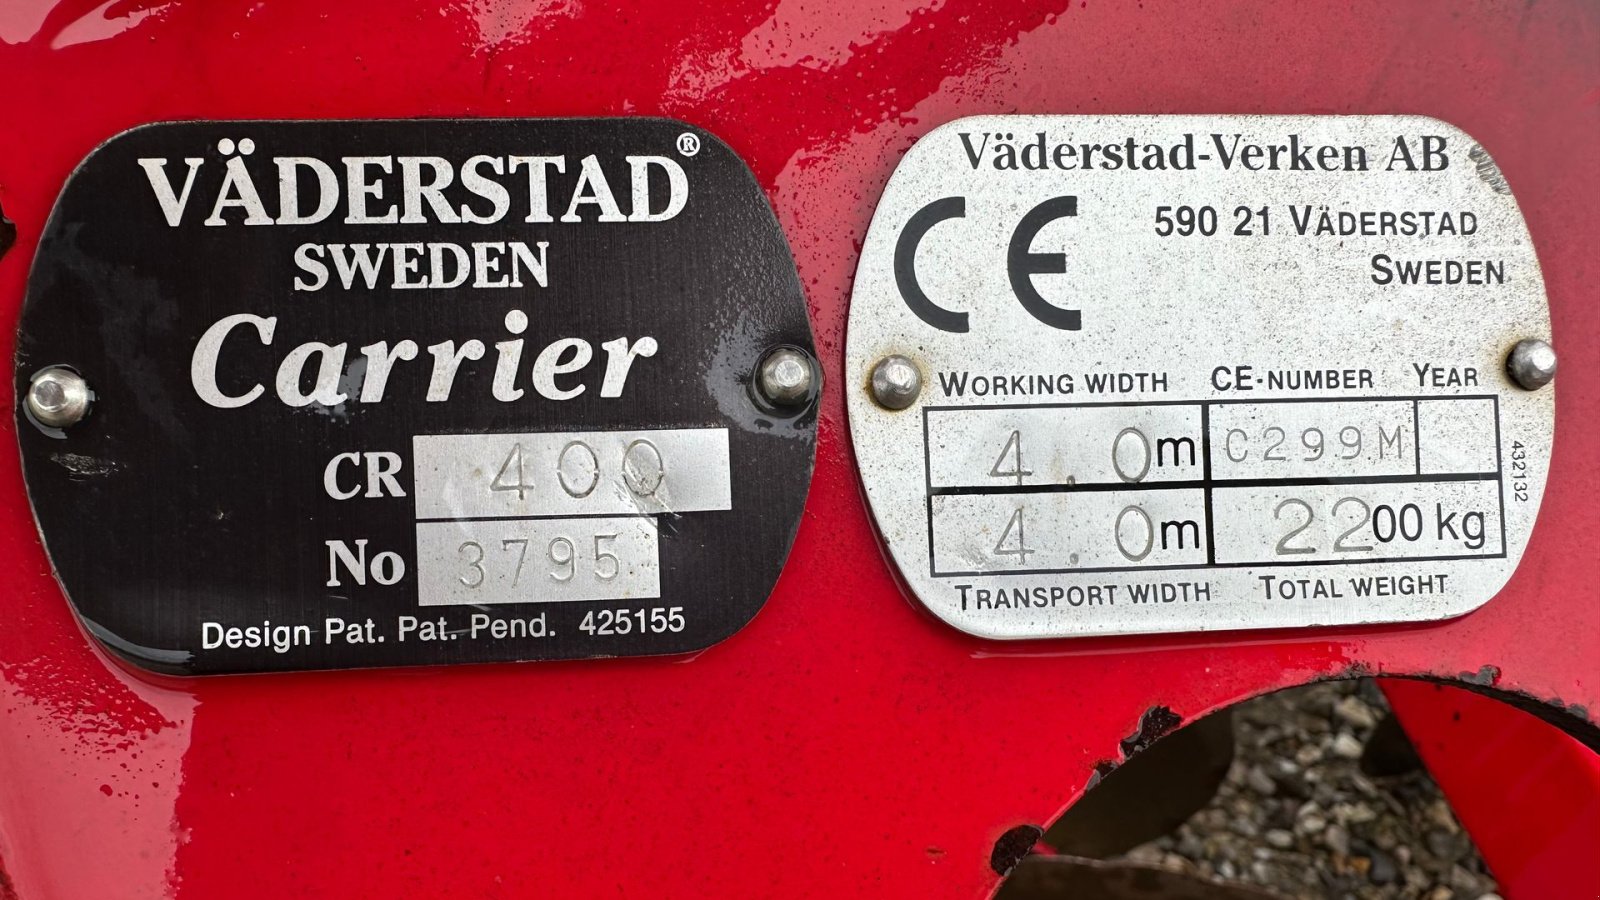 VÄDERSTAD®
SWEDEN
Carrier
CR 400
No 3795
Design Pat. Pat. Pend. 425155
Väderstad-Verken AB
CE 590 21 VÄDERSTAD
SWEDEN
WORKING WIDTH CE-NUMBER YEAR
4.0m C299M
4.0m 2200 kg
TRANSPORT WIDTH TOTAL WEIGHT
432132